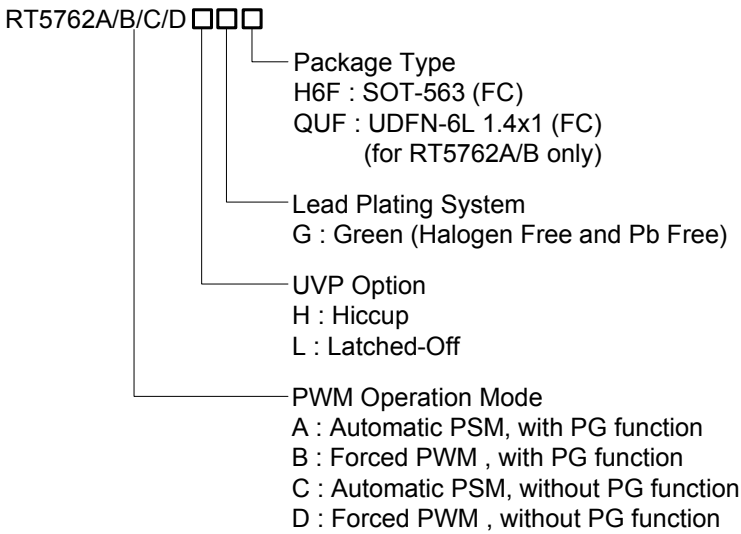 RT5762A/B/C/D
Package Type
H6F : SOT-563 (FC)
QUF : UDFN-6L 1.4x1 (FC)
(for RT5762A/B only)
Lead Plating System
G : Green (Halogen Free and Pb Free)
UVP Option
H : Hiccup
L : Latched-Off
PWM Operation Mode
A : Automatic PSM, with PG function
B : Forced PWM , with PG function
C : Automatic PSM, without PG function
D : Forced PWM , without PG function